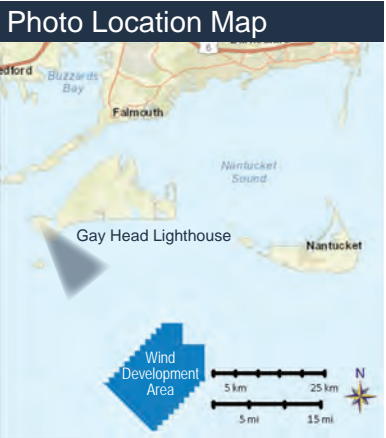 Photo Location Map
6
edford
Buzzards
Bay
Falmouth
Nantucket
Sound
Gay Head Lighthouse
Nantucket
Wind
Development
Area
N
5 km 25 km
5 mi 15 mi